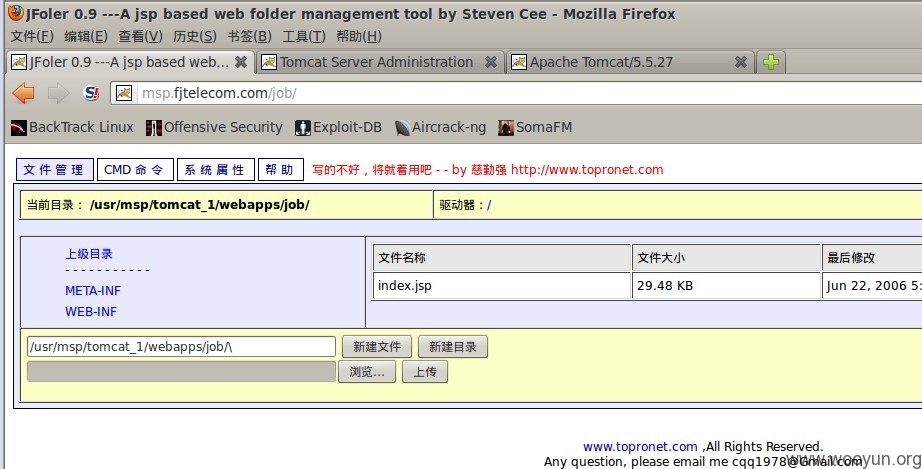 JFoler 0.9 ---A jsp based web folder management tool by Steven Cee - Mozilla Firefox
文件(F) 编辑(E) 查看(V) 历史(S) 书签(B) 工具(T) 帮助(H)
JFoler 0.9 ---A jsp based web... Tomcat Server Administration Apache Tomcat/5.5.27
msp.fjtelecom.com/job/
BackTrack Linux Offensive Security Exploit-DB Aircrack-ng SomaFM
文 件 管 理 CMD 命 令 系 统 属 性 帮 助 写的不好，将就着用吧 - - by 慈勤强 http://www.topronet.com
当前目录： /usr/msp/tomcat_1/webapps/job/ 驱动器：/
上级目录
- - - - - - - - - - -
META-INF
WEB-INF
文件名称 文件大小 最后修改
index.jsp 29.48 KB Jun 22, 2006 5:
/usr/msp/tomcat_1/webapps/job/\ 新建文件 新建目录
浏览... 上传
www.topronet.com ,All Rights Reserved.
Any question, please email me cqq1978@Gmail.com
www.wooyun.org